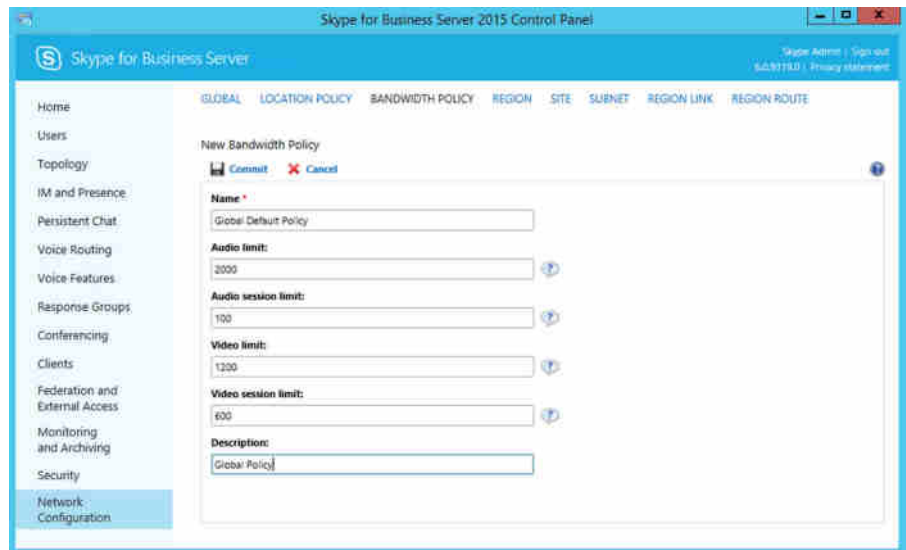 Skype for Business Server 2015 Control Panel
Skype for Business Server
Skype Admin | Sign out
6.0.9319.0 | Privacy statement
Home
Users
Topology
IM and Presence
Persistent Chat
Voice Routing
Voice Features
Response Groups
Conferencing
Clients
Federation and
External Access
Monitoring
and Archiving
Security
Network
Configuration
GLOBAL LOCATION POLICY BANDWIDTH POLICY REGION SITE SUBNET REGION LINK REGION ROUTE
New Bandwidth Policy
Commit Cancel
Name *
Global Default Policy
Audio limit:
2000
Audio session limit:
100
Video limit:
1200
Video session limit:
600
Description:
Global Policy